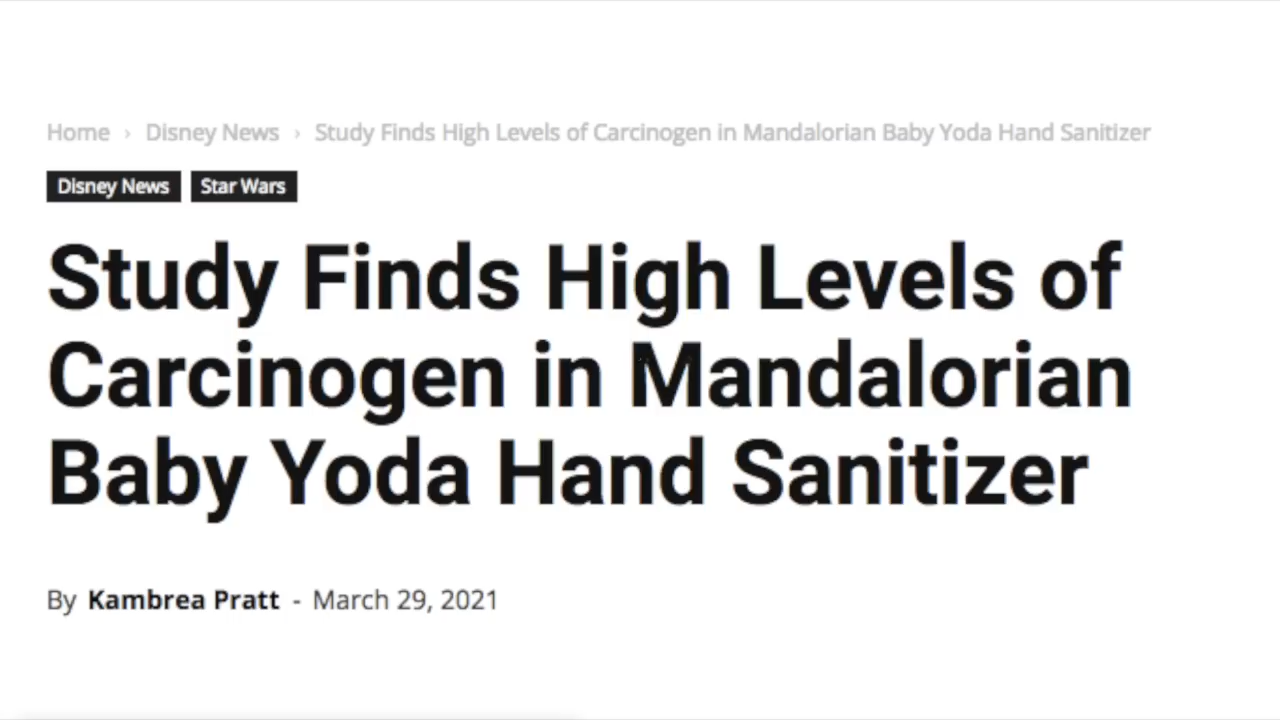 Home › Disney News › Study Finds High Levels of Carcinogen in Mandalorian Baby Yoda Hand Sanitizer
Disney News Star Wars
Study Finds High Levels of
Carcinogen in Mandalorian
Baby Yoda Hand Sanitizer
By Kambrea Pratt - March 29, 2021